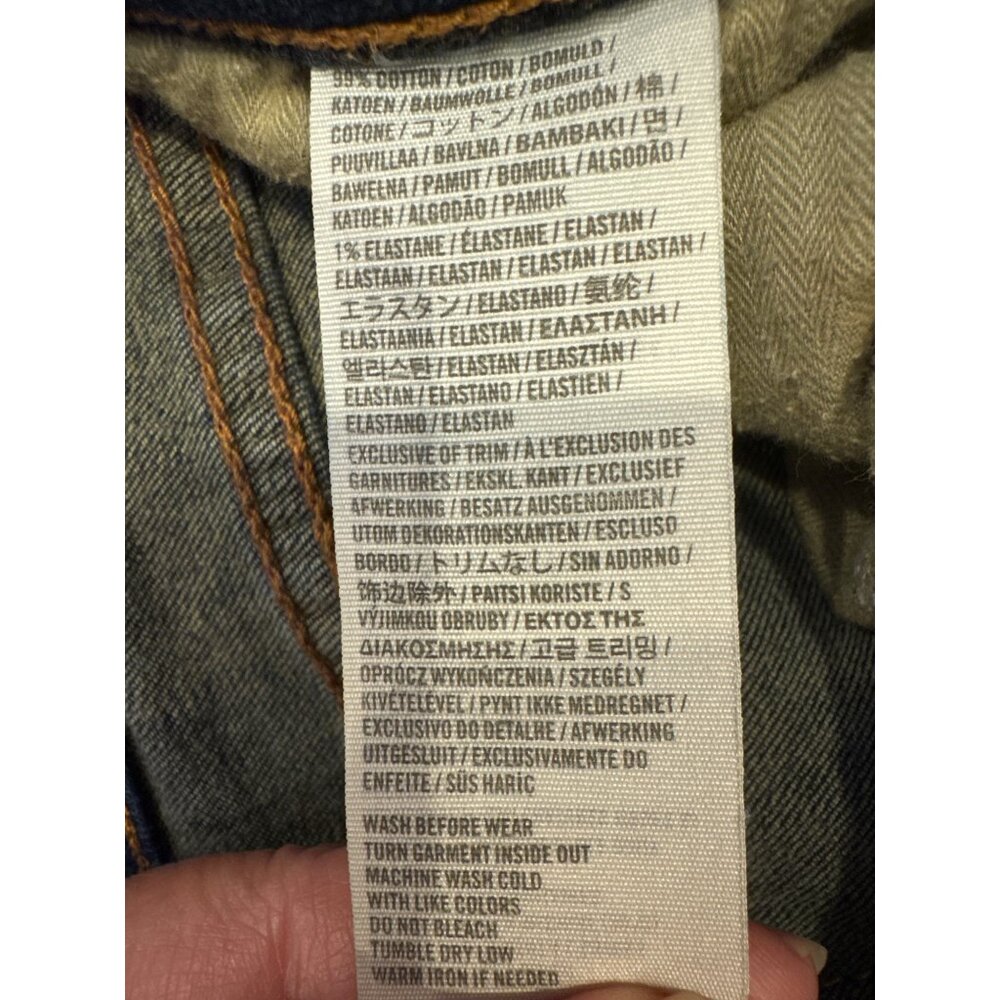 99% COTTON / COTON / BOMULD /
KATOEN / BAUMWOLLE / BOMULL /
COTONE / コットン / ALGODÓN / 棉 /
PUUVILLAA / BAVLNA / BAMBAKI / 면 /
BAWEŁNA / PAMUT / BOMULL / ALGODÃO /
KATOEN / ALGODÃO / PAMUK
1% ELASTANE / ÉLASTANE / ELASTAN /
ELASTAAN / ELASTAN / ELASTAN / ELASTAN /
エラスタン / ELASTANO / 氨纶 /
ELASTAANIA / ELASTAN / ΕΛΑΣΤΑΝΗ /
엘라스탄 / ELASTAN / ELASZTÁN /
ELASTAN / ELASTANO / ELASTIEN /
ELASTANO / ELASTAN
EXCLUSIVE OF TRIM / À L'EXCLUSION DES
GARNITURES / EKSKL. KANT / EXCLUSIEF
AFWERKING / BESATZ AUSGENOMMEN /
UTOM DEKORATIONSKANTEN / ESCLUSO
BORDO / トリムなし / SIN ADORNO /
饰边除外 / PAITSI KORISTE / S
VÝJIMKOU OBRUBY / ΕΚΤΟΣ ΤΗΣ
ΔΙΑΚΟΣΜΗΣΗΣ / 고급 트리밍 /
OPRÓCZ WYKOŃCZENIA / SZEGÉLY
KIVÉTELÉVEL / PYNT IKKE MEDREGNET /
EXCLUSIVO DO DETALHE / AFWERKING
UITGESLUIT / EXCLUSIVAMENTE DO
ENFEITE / SÜS HARİÇ
WASH BEFORE WEAR
TURN GARMENT INSIDE OUT
MACHINE WASH COLD
WITH LIKE COLORS
DO NOT BLEACH
TUMBLE DRY LOW
WARM IRON IF NEEDED